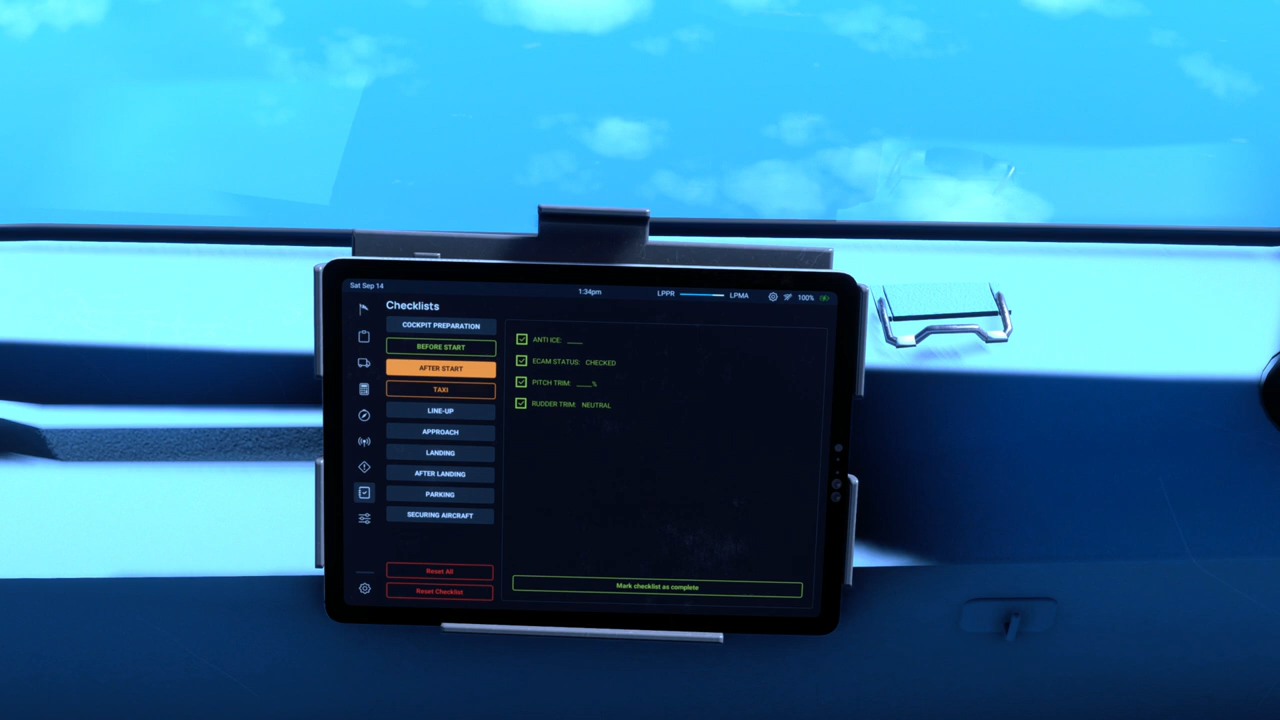 Sat Sep 14
1:34pm
LPPR LPMA
100%
Checklists
COCKPIT PREPARATION
BEFORE START
AFTER START
TAXI
LINE-UP
APPROACH
LANDING
AFTER LANDING
PARKING
SECURING AIRCRAFT
Reset All
Reset Checklist
ANTI ICE: ____
ECAM STATUS: CHECKED
PITCH TRIM: ____%
RUDDER TRIM: NEUTRAL
Mark checklist as complete